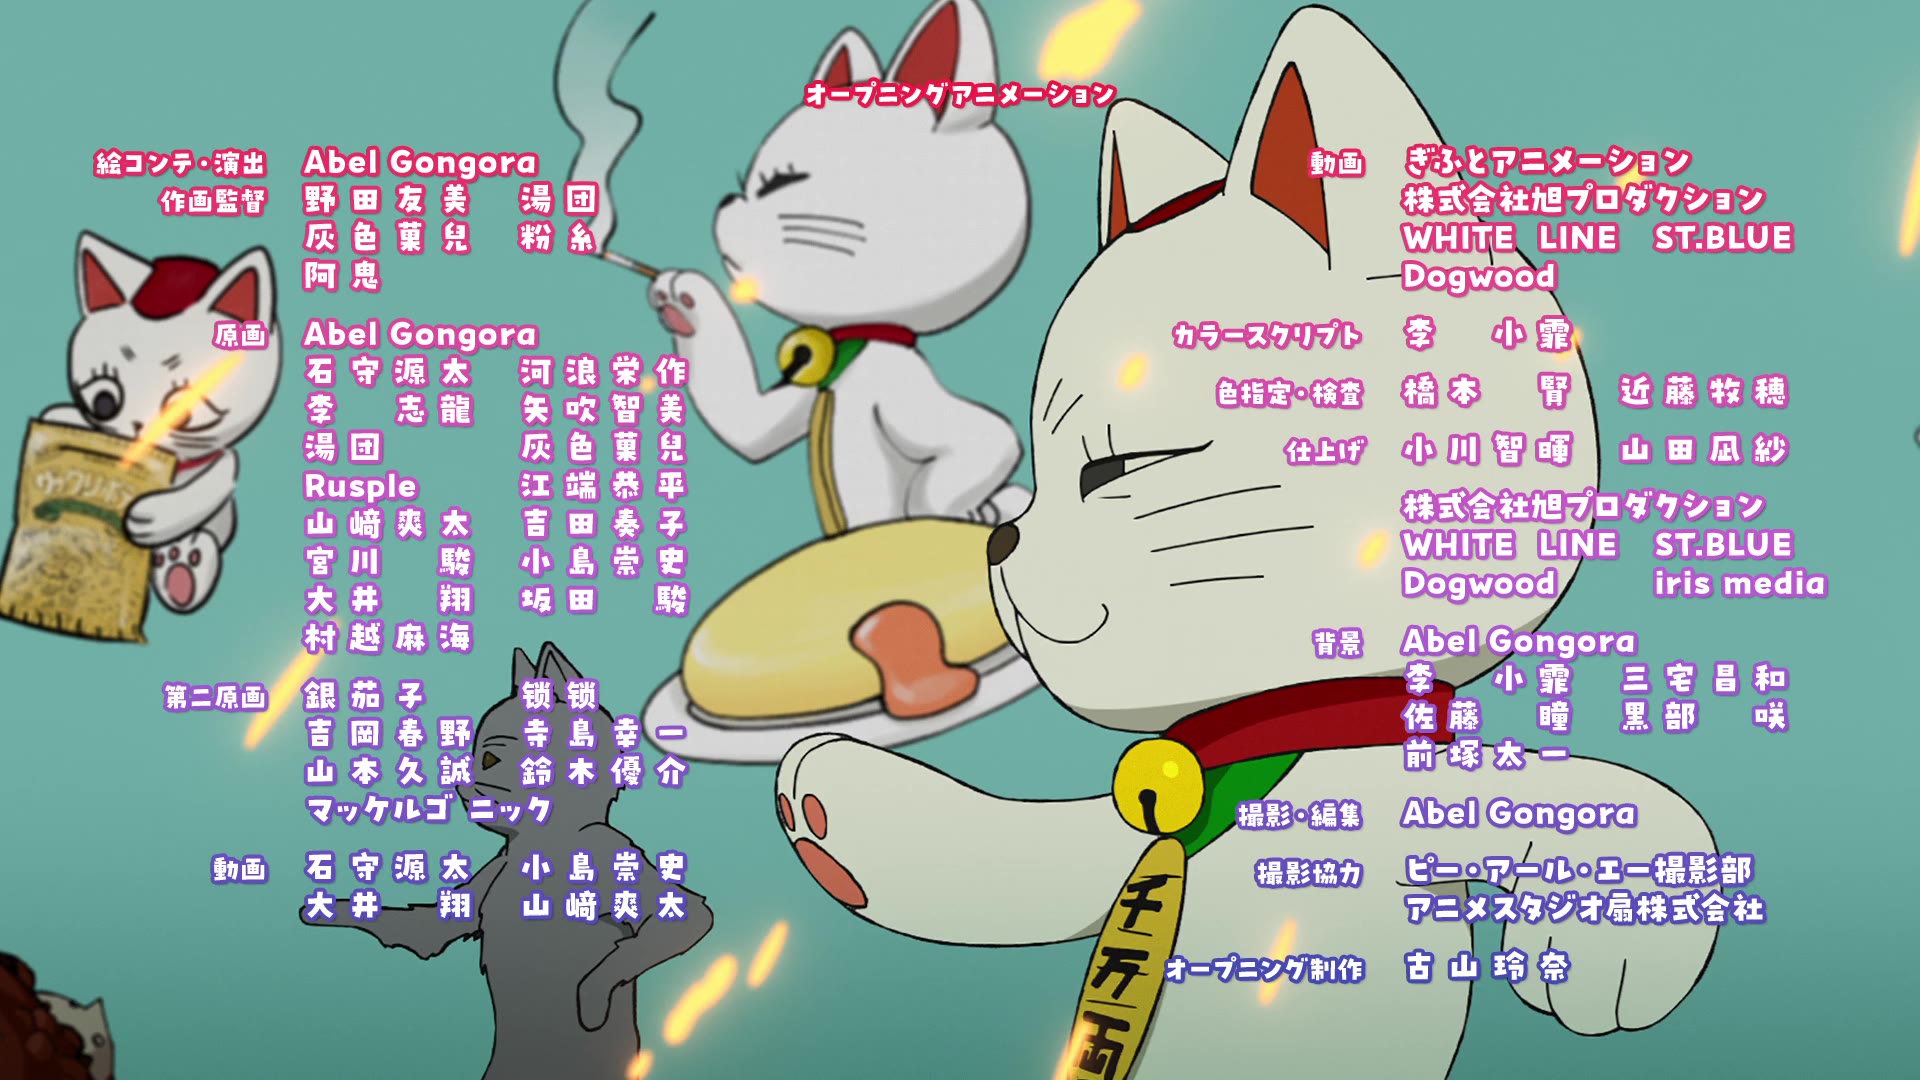 オープニングアニメーション
絵コンテ・演出 Abel Gongora
作画監督 野田友美 湯団
灰色菓兒 粉糸
阿鬼
原画 Abel Gongora
石守源太 河浪栄作
李 志龍 矢吹智美
湯団 灰色菓兒
Rusple 江端恭平
山﨑爽太 吉田奏子
宮川 駿 小島崇史
大井 翔 坂田 駿
村越麻海
第二原画 銀茄子 锁锁
吉岡春野 寺島幸一
山本久誠 鈴木優介
マッケルゴ ニック
動画 石守源太 小島崇史
大井 翔 山﨑爽太
動画 ぎふとアニメーション
株式会社旭プロダクション
WHITE LINE ST.BLUE
Dogwood
カラースクリプト 李 小霏
色指定・検査 橋本 賢 近藤牧穂
仕上げ 小川智暉 山田凪紗
株式会社旭プロダクション
WHITE LINE ST.BLUE
Dogwood iris media
背景 Abel Gongora
李 小霏 三宅昌和
佐藤 瞳 黒部 咲
前塚太一
撮影・編集 Abel Gongora
撮影協力 ピー・アール・エー撮影部
アニメスタジオ扇株式会社
オープニング制作 古山玲奈
千万両